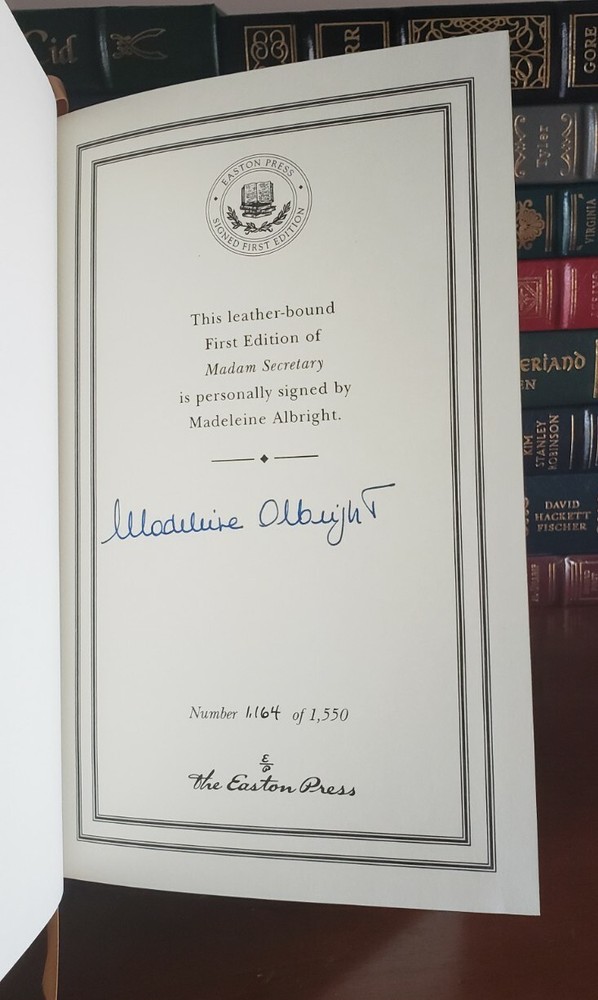 Cid
RR
GORE
EASTON PRESS
SIGNED FIRST EDITION
This leather-bound
First Edition of
Madam Secretary
is personally signed by
Madeleine Albright.
Madeleine Albright
Number 1,164 of 1,550
E/P
The Easton Press
Tyler
VIRGINIA
ERLAND
EN
KIM
STANLEY
ROBINSON
DAVID
HACKETT
FISCHER